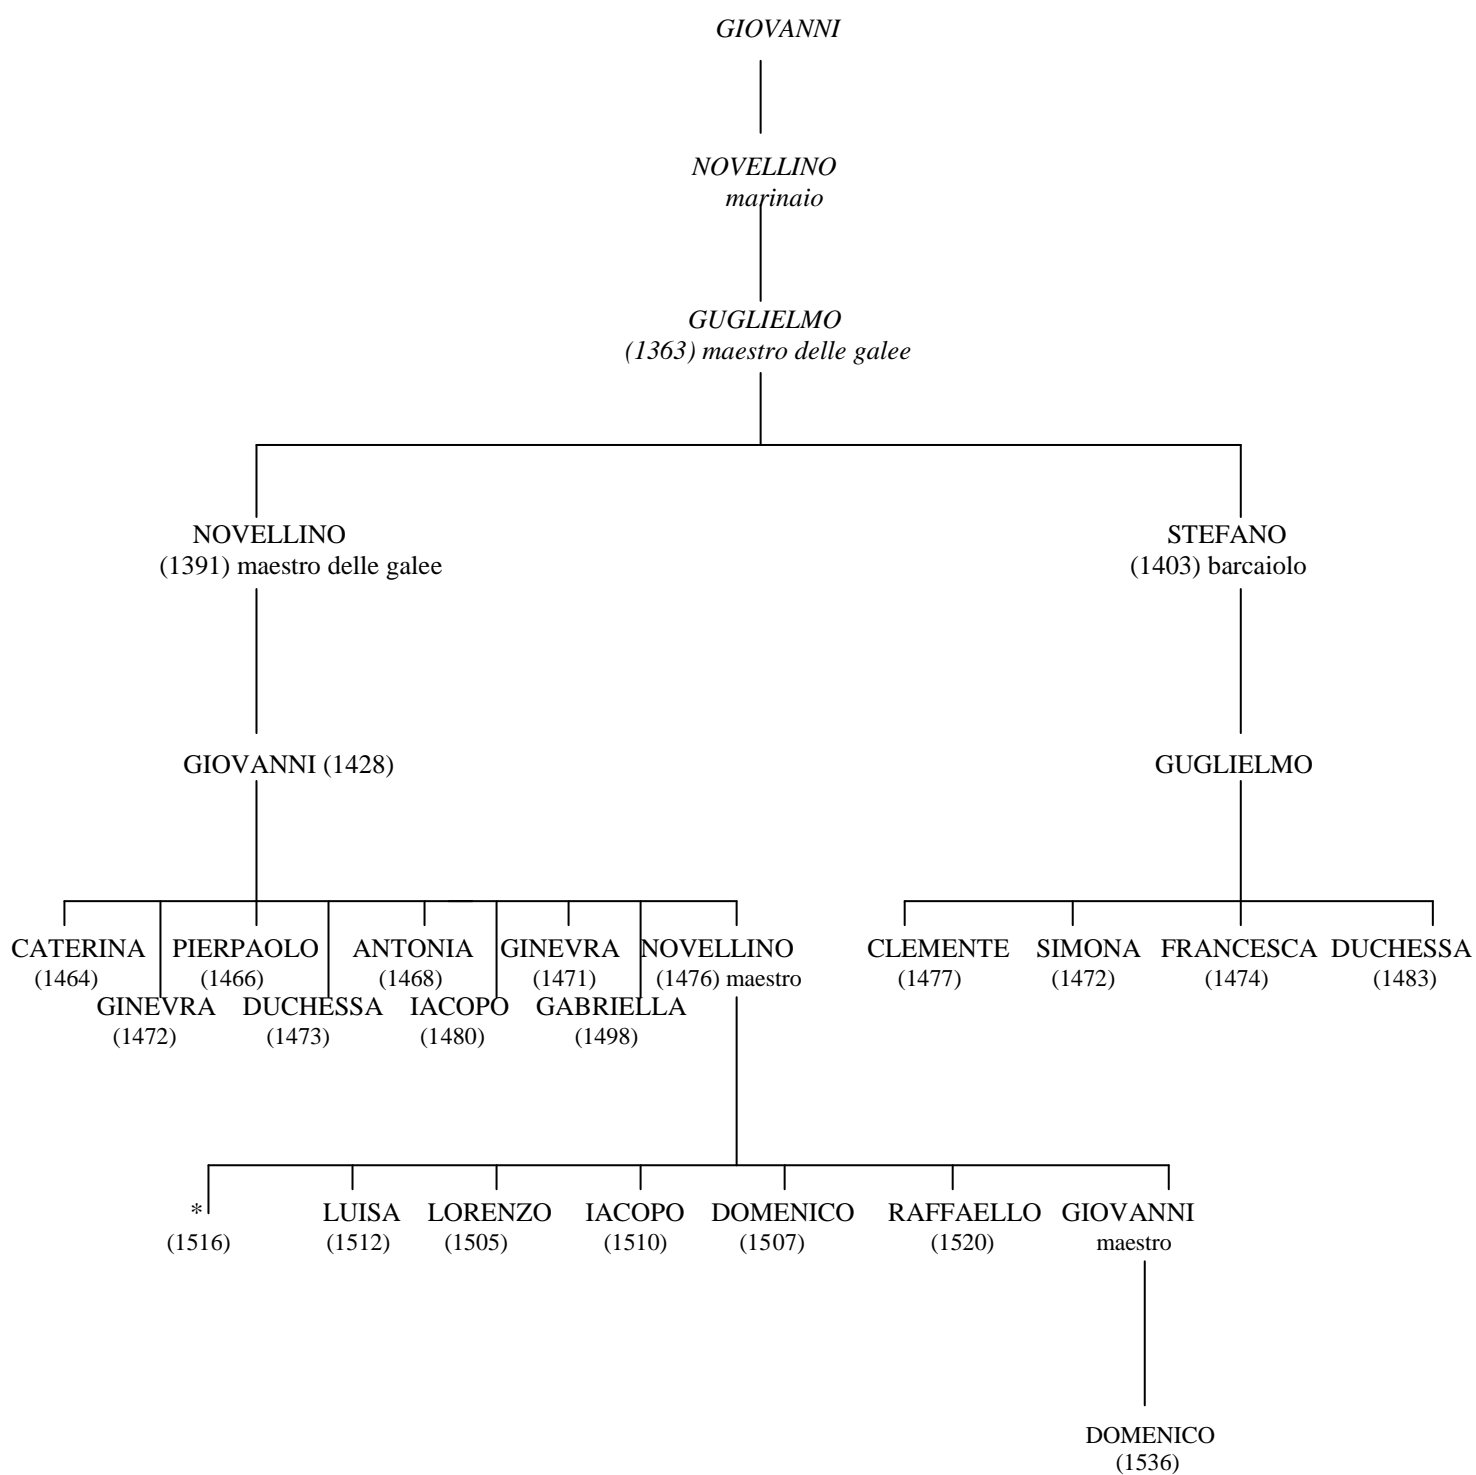 GIOVANNI
NOVELLINO
marinaio
GUGLIELMO
(1363) maestro delle galee
NOVELLINO
(1391) maestro delle galee
STEFANO
(1403) barcaiolo
GIOVANNI (1428)
GUGLIELMO
CATERINA PIERPAOLO ANTONIA GINEVRA NOVELLINO CLEMENTE SIMONA FRANCESCA DUCHESSA
(1464) (1466) (1468) (1471) (1476) maestro (1477) (1472) (1474) (1483)
GINEVRA DUCHESSA IACOPO GABRIELLA
(1472) (1473) (1480) (1498)
* LUISA LORENZO IACOPO DOMENICO RAFFAELLO GIOVANNI
(1516) (1512) (1505) (1510) (1507) (1520) maestro
DOMENICO
(1536)